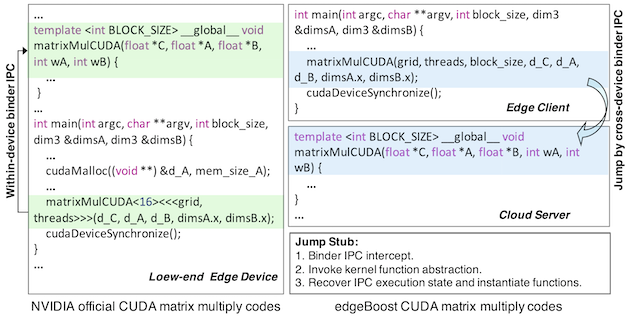 Within-device binder IPC
...
template <int BLOCK_SIZE> __global__ void
matrixMulCUDA(float *C, float *A, float *B,
int wA, int wB) {
...
}
...
int main(int argc, char **argv, int block_size,
dim3 &dimsA, dim3 &dimsB) {
...
cudaMalloc((void **) &d_A, mem_size_A);
...
matrixMulCUDA<16><<<grid,
threads>>>(d_C, d_A, d_B, dimsA.x, dimsB.x);
cudaDeviceSynchronize();
}
...
Loew-end Edge Device
NVIDIA official CUDA matrix multiply codes
int main(int argc, char **argv, int block_size, dim3
&dimsA, dim3 &dimsB) {
...
matrixMulCUDA(grid, threads, block_size, d_C, d_A,
d_B, dimsA.x, dimsB.x);
cudaDeviceSynchronize();
}
Edge Client
template <int BLOCK_SIZE> __global__ void
matrixMulCUDA(float *C, float *A, float *B, int wA, int
wB) {
...
}
...
Cloud Server
Jump by cross-device binder IPC
Jump Stub:
1. Binder IPC intercept.
2. Invoke kernel function abstraction.
3. Recover IPC execution state and instantiate functions.
edgeBoost CUDA matrix multiply codes